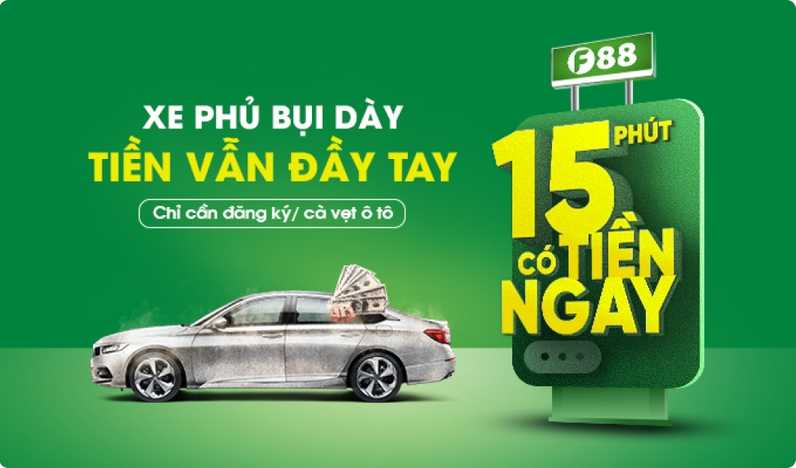 XE PHỦ BỤI DÀY
TIỀN VẪN ĐẦY TAY
Chỉ cần đăng ký/ cà vẹt ô tô
F88
15 PHÚT
CÓ TIỀN
NGAY